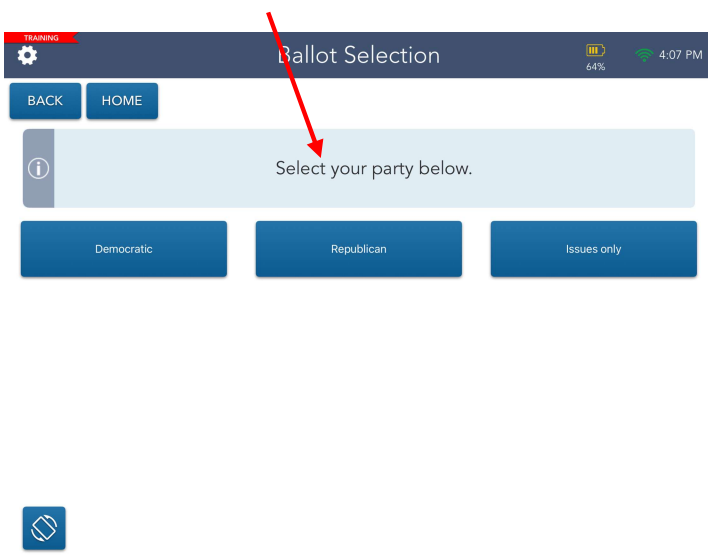 TRAINING
Ballot Selection
64%
4:07 PM
BACK
HOME
Select your party below.
Democratic
Republican
Issues only